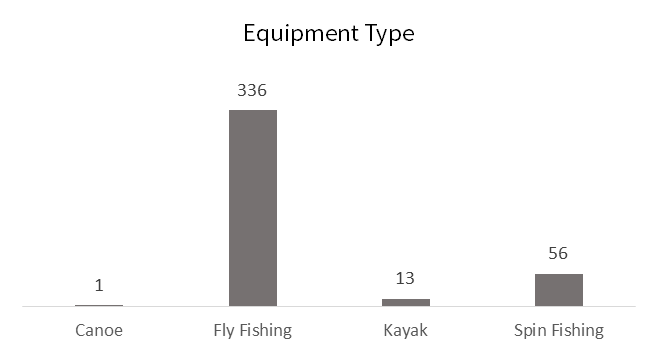 Equipment Type
336
56
13
1
Canoe
Fly Fishing
Kayak
Spin Fishing